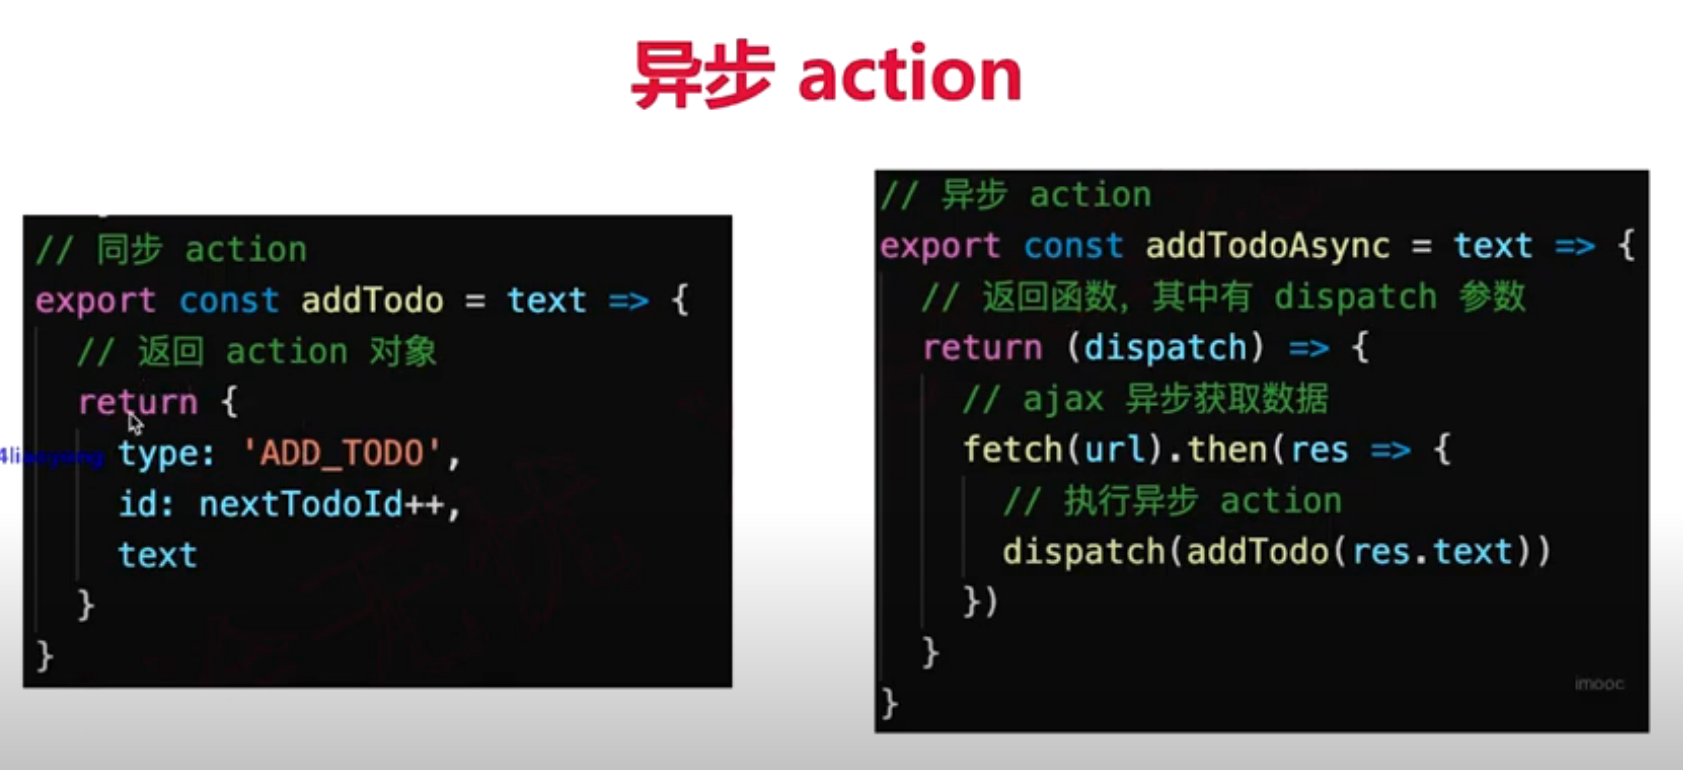 异步 action
// 同步 action
export const addTodo = text => {
// 返回 action 对象
return {
type: 'ADD_TODO',
id: nextTodoId++,
text
}
}
// 异步 action
export const addTodoAsync = text => {
// 返回函数，其中有 dispatch 参数
return (dispatch) => {
// ajax 异步获取数据
fetch(url).then(res => {
// 执行异步 action
dispatch(addTodo(res.text))
})
}
}
imooc